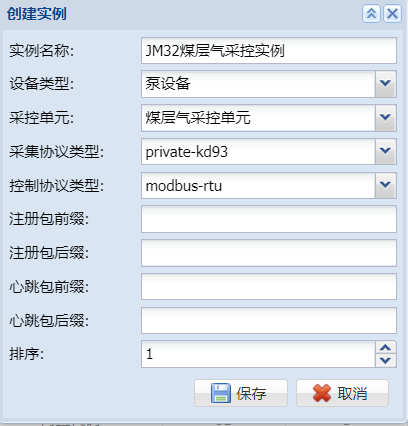 创建实例
实例名称: JM32煤层气采控实例
设备类型: 泵设备
采控单元: 煤层气采控单元
采集协议类型: private-kd93
控制协议类型: modbus-rtu
注册包前缀:
注册包后缀:
心跳包前缀:
心跳包后缀:
排序: 1
保存 取消